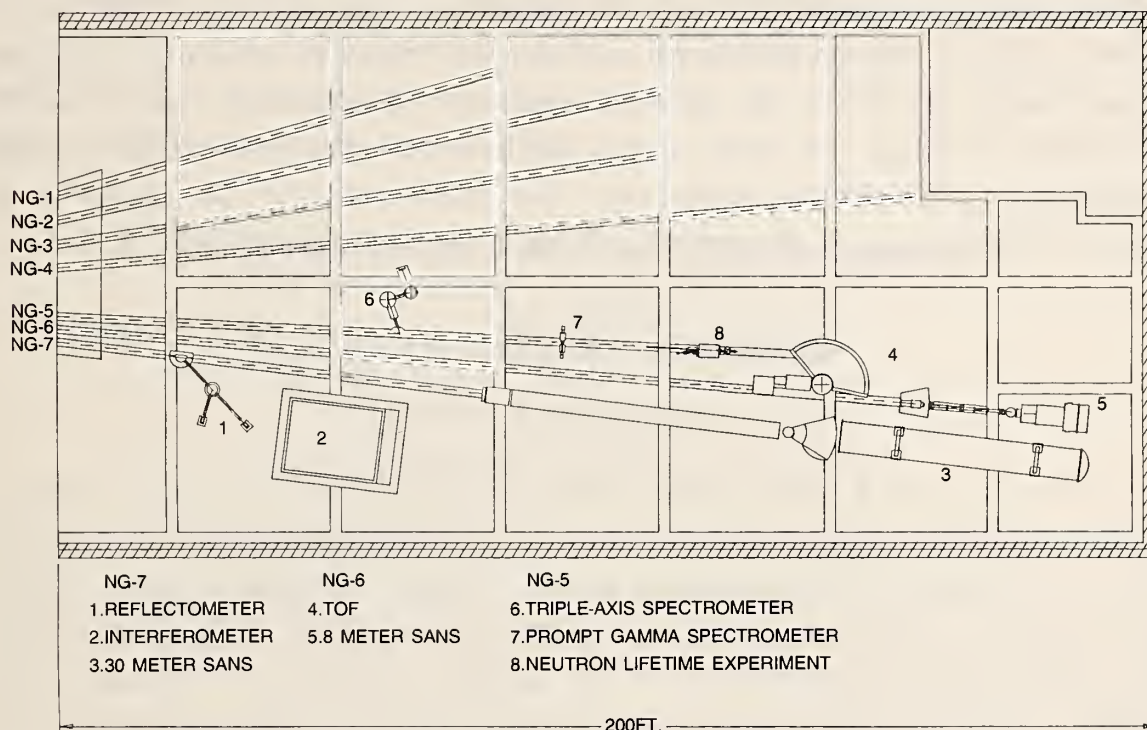 NG-1
NG-2
NG-3
NG-4
NG-5
NG-6
NG-7
6
7
8
4
5
1
2
3
NG-7 NG-6 NG-5
1.REFLECTOMETER 4.TOF 6.TRIPLE-AXIS SPECTROMETER
2.INTERFEROMETER 5.8 METER SANS 7.PROMPT GAMMA SPECTROMETER
3.30 METER SANS 8.NEUTRON LIFETIME EXPERIMENT
200FT.